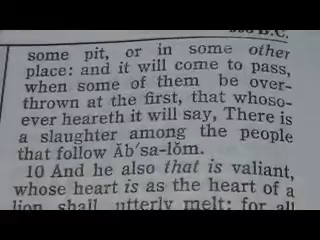 B.C.
some pit, or in some other
place: and it will come to pass,
when some of them be over-
thrown at the first, that whoso-
ever heareth it will say, There is
a slaughter among the people
that follow Ăb′sa-lŏm.
10 And he also that is valiant,
whose heart is as the heart of a
lion, shall utterly melt: for all